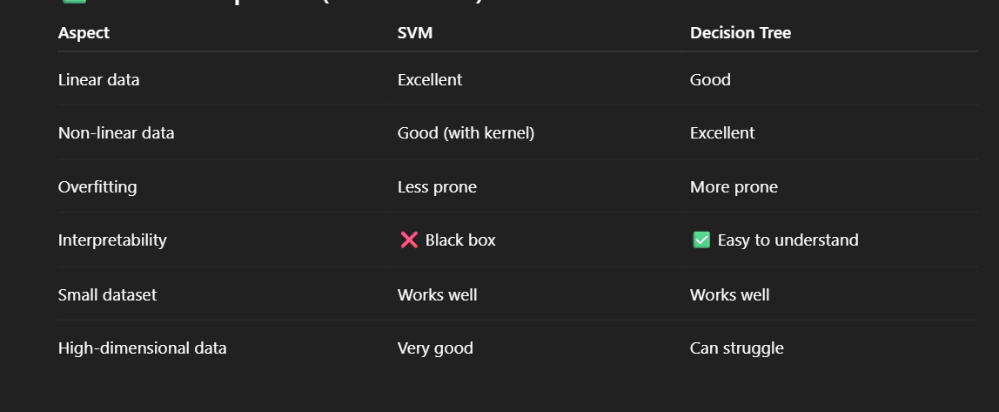 Aspect SVM Decision Tree
Linear data Excellent Good
Non-linear data Good (with kernel) Excellent
Overfitting Less prone More prone
Interpretability ❌ Black box ✅ Easy to understand
Small dataset Works well Works well
High-dimensional data Very good Can struggle